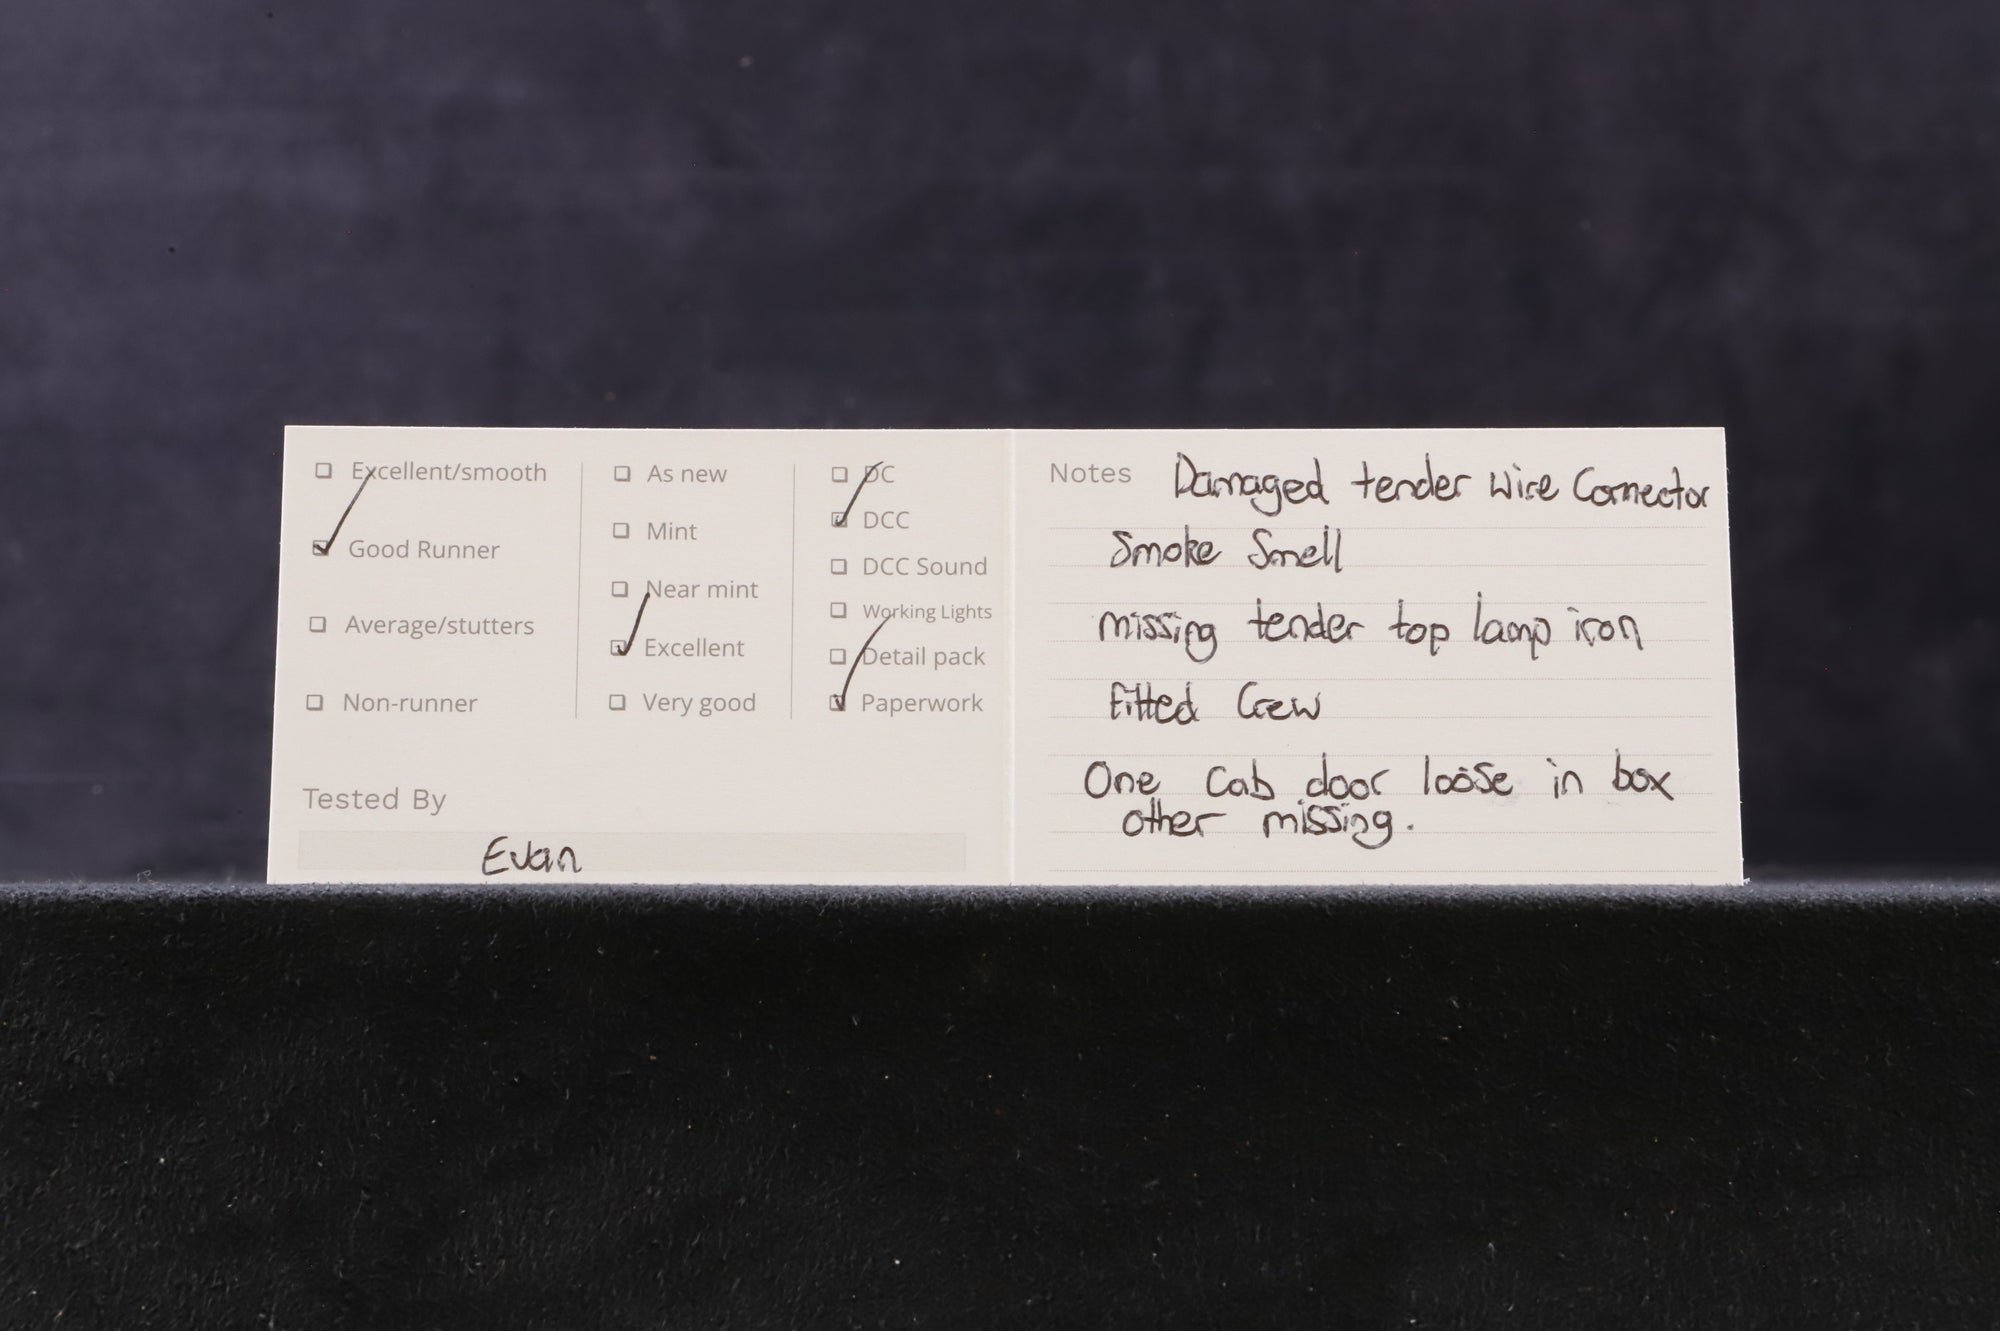 ☐ Excellent/smooth
☑ Good Runner
☐ Average/stutters
☐ Non-runner
☐ As new
☐ Mint
☐ Near mint
☑ Excellent
☐ Very good
☐ DC
☑ DCC
☐ DCC Sound
☐ Working Lights
☐ Detail pack
☑ Paperwork
Tested By
Evan
Notes Damaged tender wire Connector
Smoke Smell
missing tender top lamp iron
fitted Crew
One Cab door loose in box
other missing.